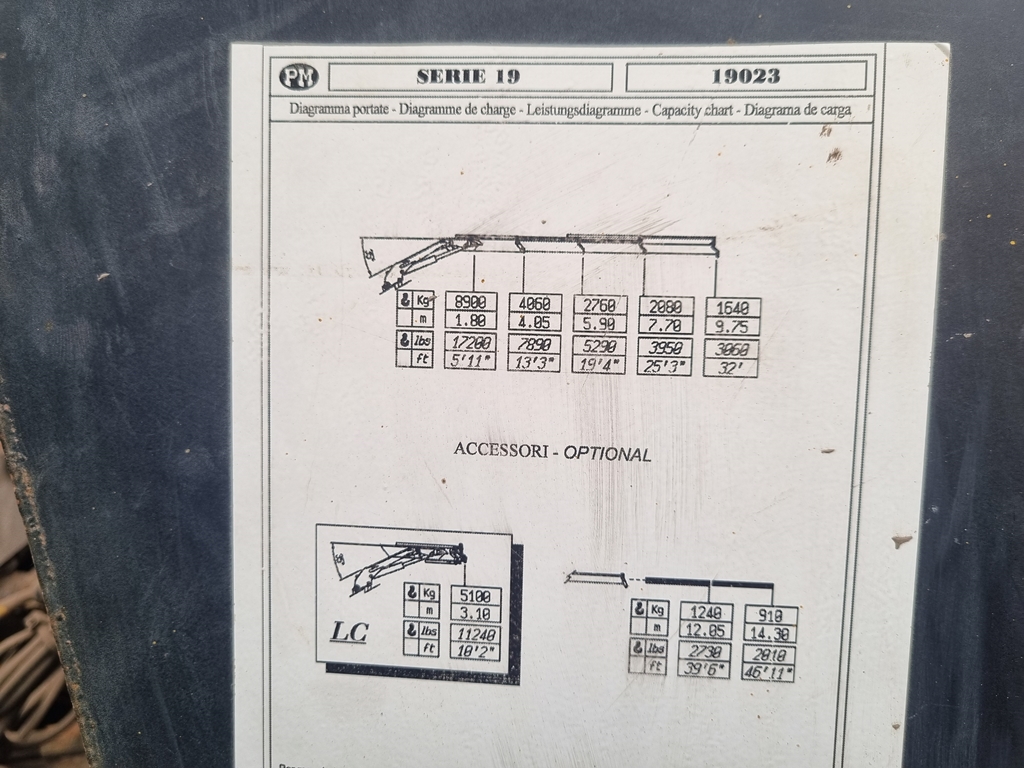 PM SERIE 19 19023
Diagramma portate - Diagramme de charge - Leistungsdiagramme - Capacity chart - Diagrama de carga
Kg 8900 4060 2760 2080 1640
m 1.80 4.05 5.90 7.70 9.75
lbs 17200 7890 5290 3950 3060
ft 5'11" 13'3" 19'4" 25'3" 32'
ACCESSORI - OPTIONAL
LC
Kg 5100
m 3.10
lbs 11240
ft 10'2"
Kg 1240 910
m 12.05 14.30
lbs 2730 2010
ft 39'6" 46'11"